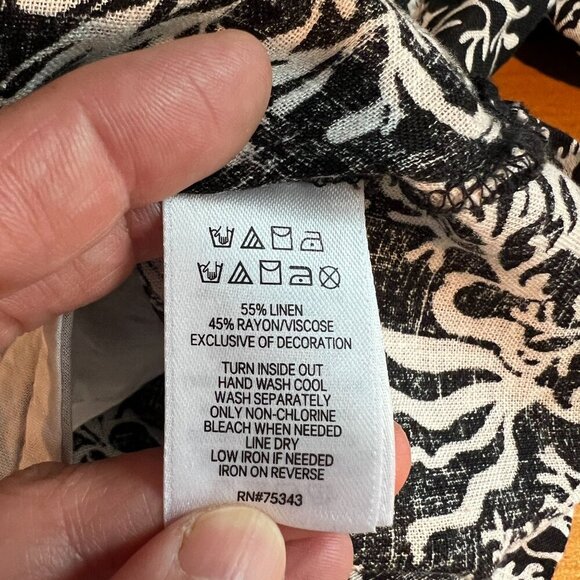 55% LINEN
45% RAYON/VISCOSE
EXCLUSIVE OF DECORATION
TURN INSIDE OUT
HAND WASH COOL
WASH SEPARATELY
ONLY NON-CHLORINE
BLEACH WHEN NEEDED
LINE DRY
LOW IRON IF NEEDED
IRON ON REVERSE
RN#75343